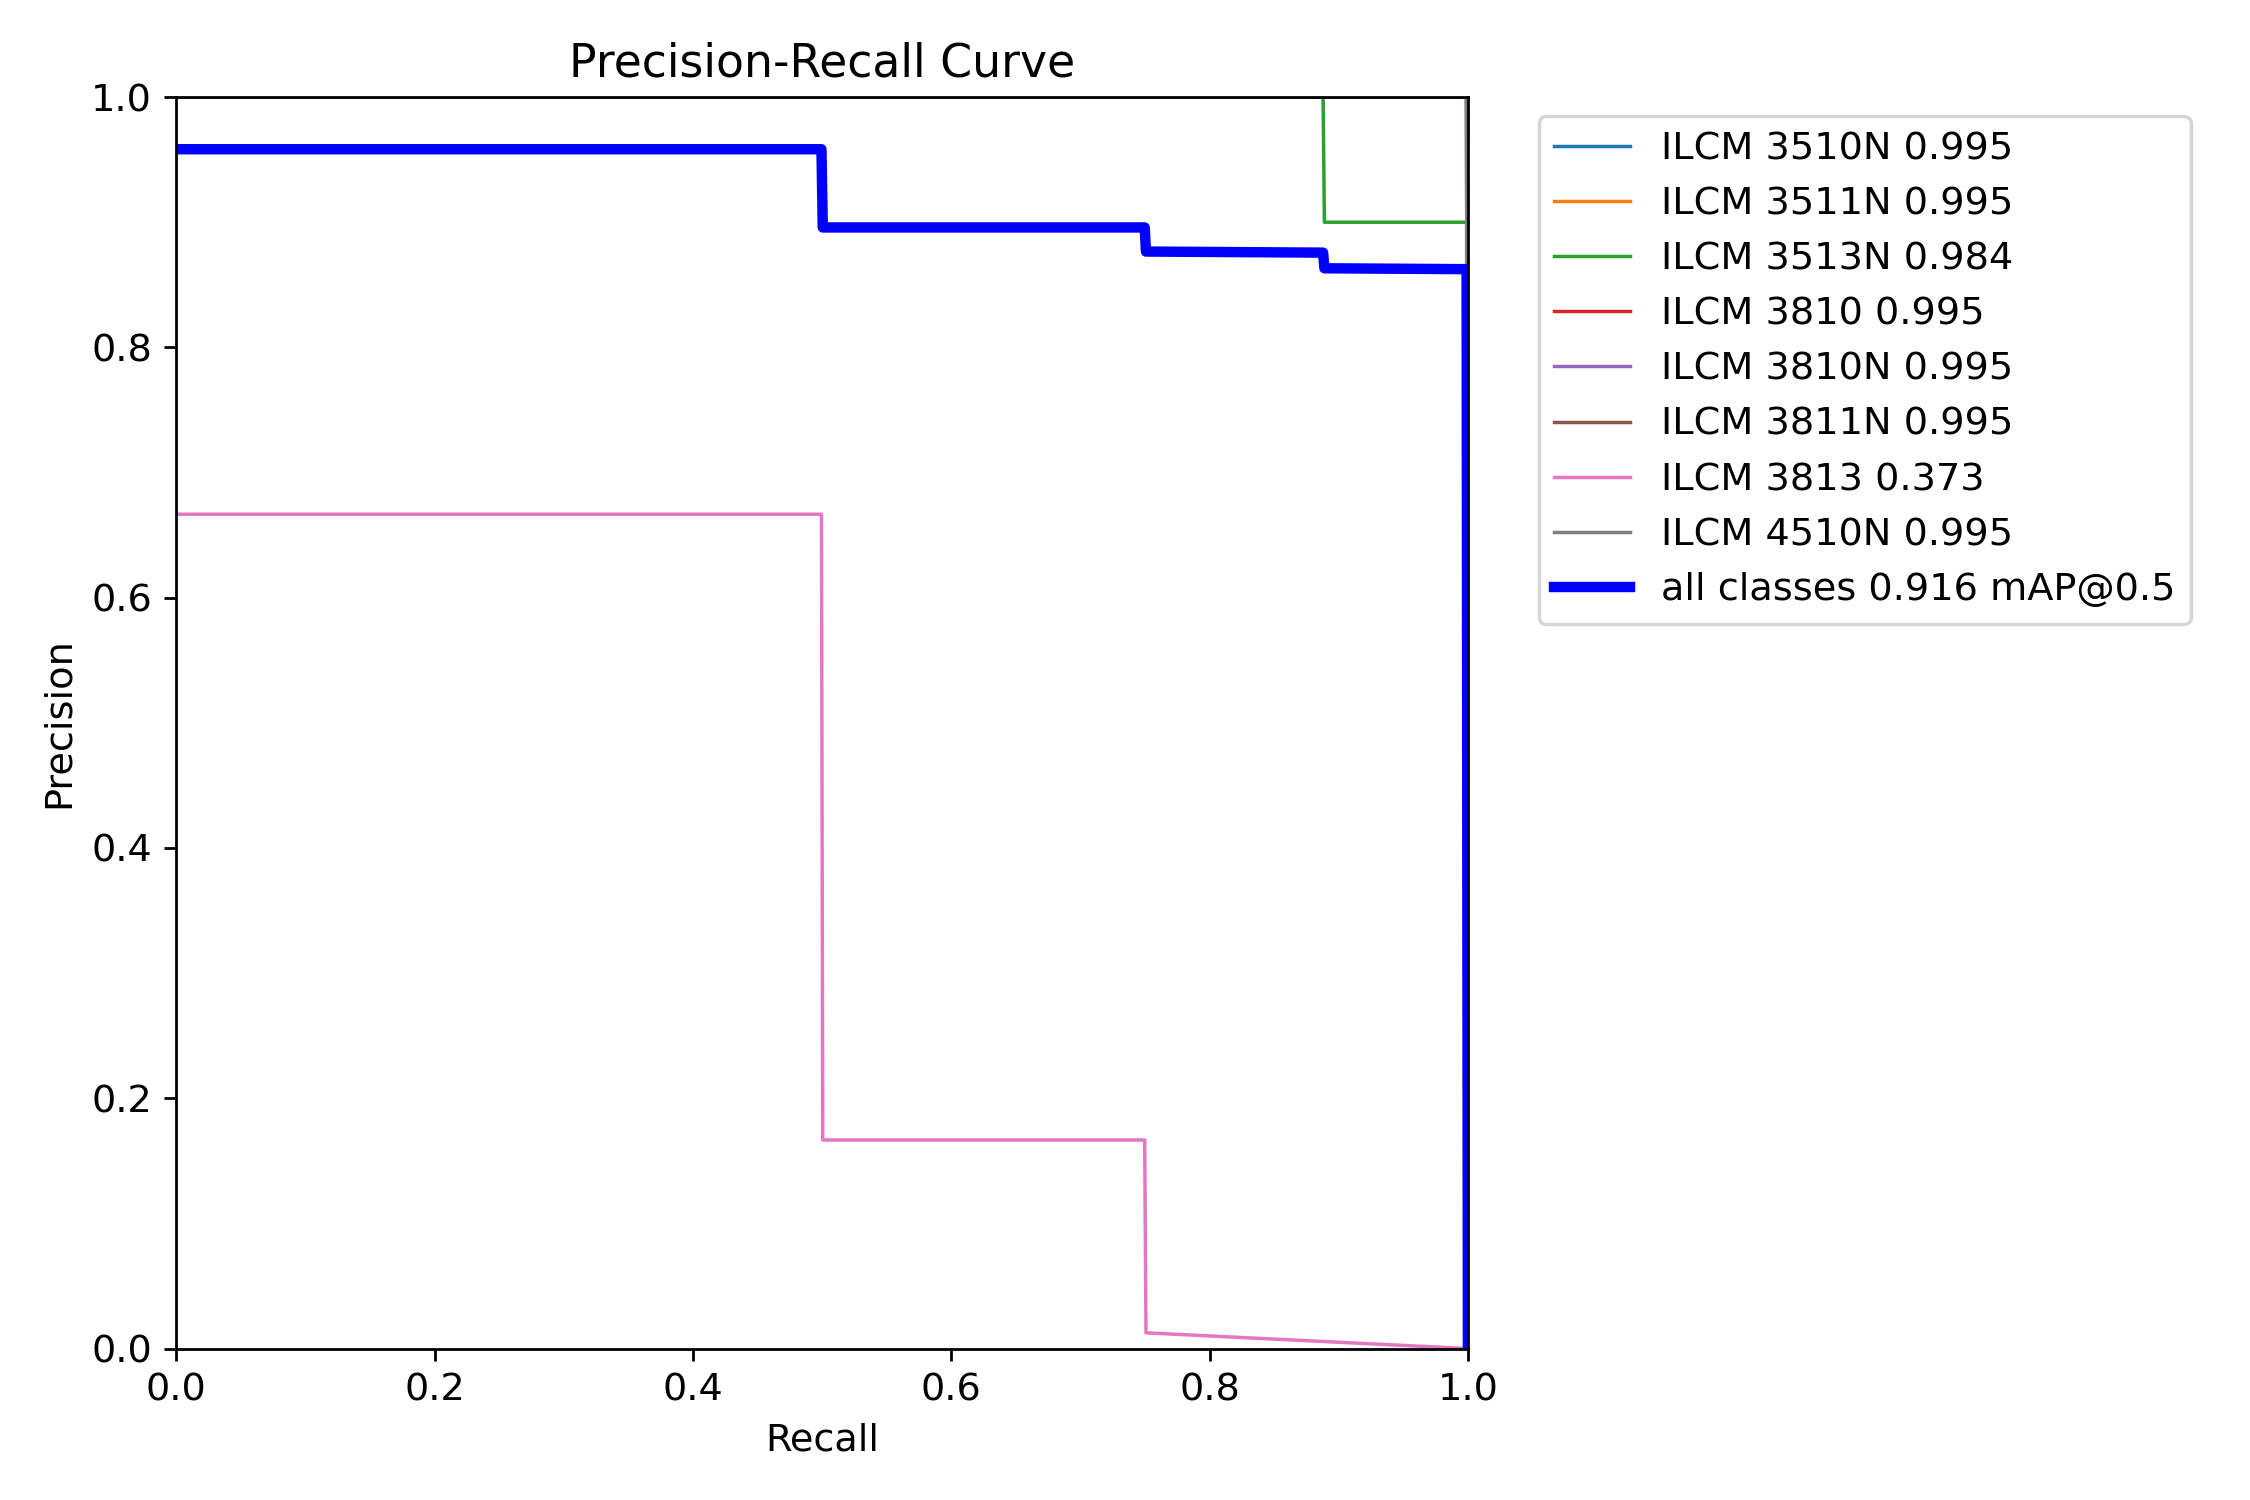 Precision-Recall Curve
1.0
0.8
0.6
0.4
0.2
0.0
Precision
0.0 0.2 0.4 0.6 0.8 1.0
Recall
ILCM 3510N 0.995
ILCM 3511N 0.995
ILCM 3513N 0.984
ILCM 3810 0.995
ILCM 3810N 0.995
ILCM 3811N 0.995
ILCM 3813 0.373
ILCM 4510N 0.995
all classes 0.916 mAP@0.5